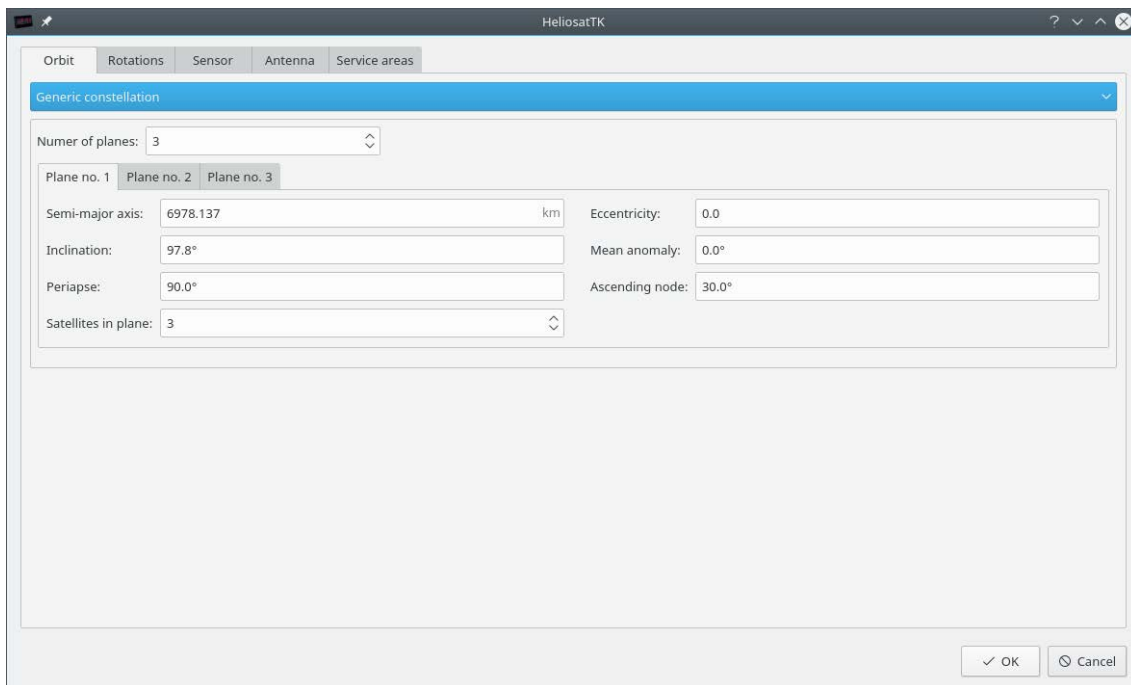 HeliosatTK
Orbit Rotations Sensor Antenna Service areas
Generic constellation
Numer of planes: 3
Plane no. 1 Plane no. 2 Plane no. 3
Semi-major axis: 6978.137 km Eccentricity: 0.0
Inclination: 97.8° Mean anomaly: 0.0°
Periapse: 90.0° Ascending node: 30.0°
Satellites in plane: 3
OK Cancel